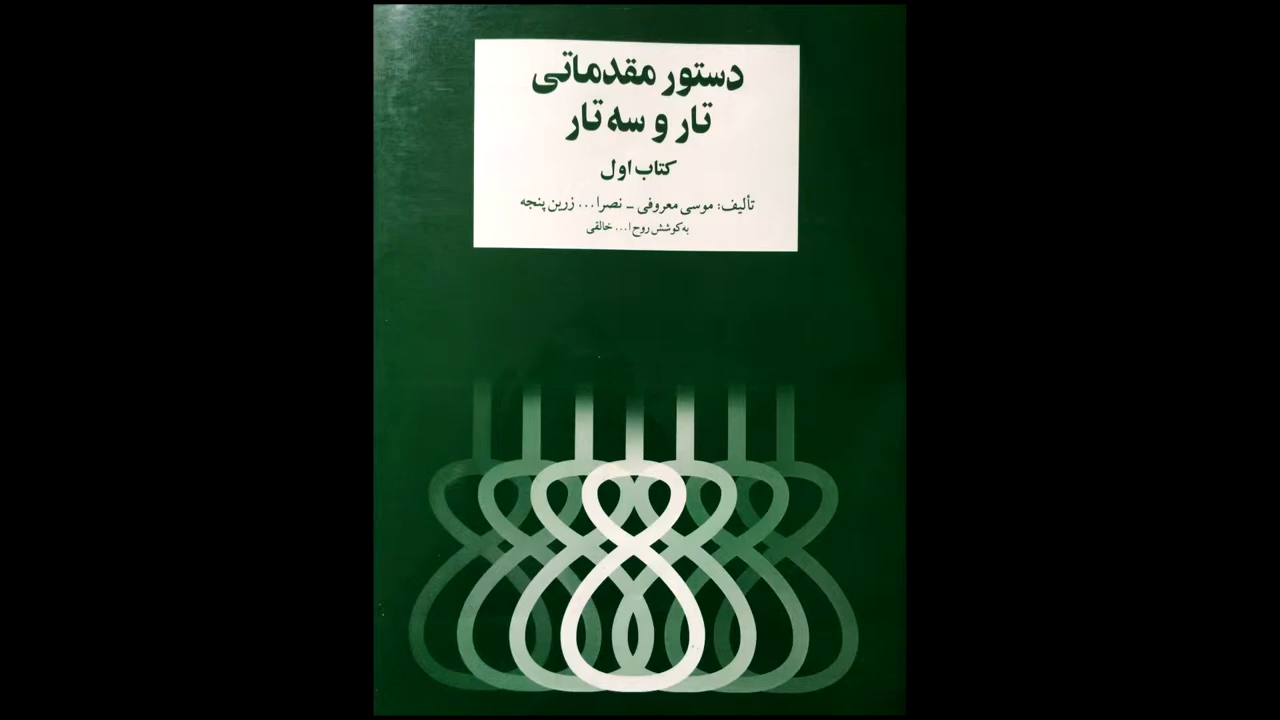 دستور مقدماتی
تار و سه تار
کتاب اول
تألیف: موسی معروفی ـ نصرا... زرین پنجه
به کوشش روح ا... خالقی